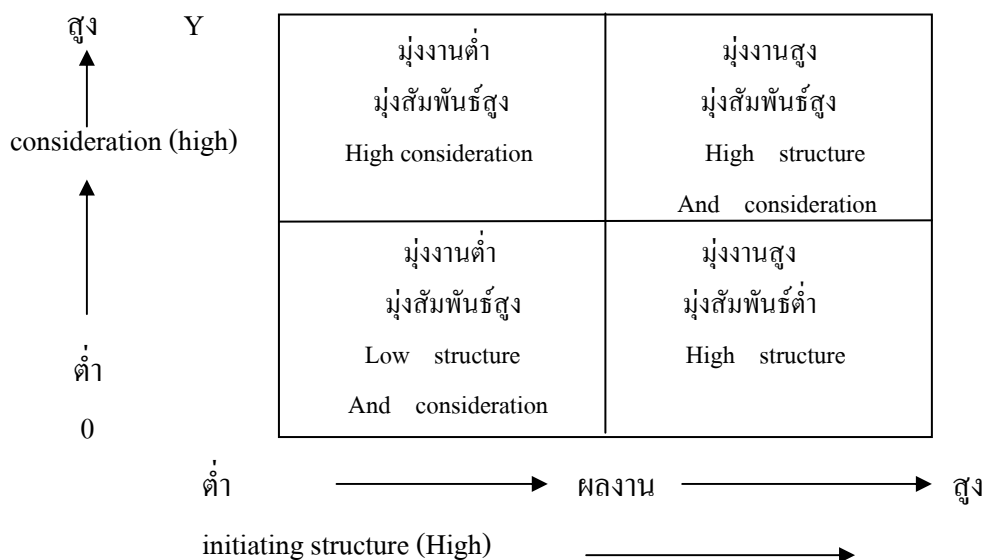 สูง Y
consideration (high)
ต่ำ
0
มุ่งงานต่ำ
มุ่งสัมพันธ์สูง
High consideration
มุ่งงานสูง
มุ่งสัมพันธ์สูง
High structure
And consideration
มุ่งงานต่ำ
มุ่งสัมพันธ์สูง
Low structure
And consideration
มุ่งงานสูง
มุ่งสัมพันธ์ต่ำ
High structure
ต่ำ ผลงาน สูง
initiating structure (High)